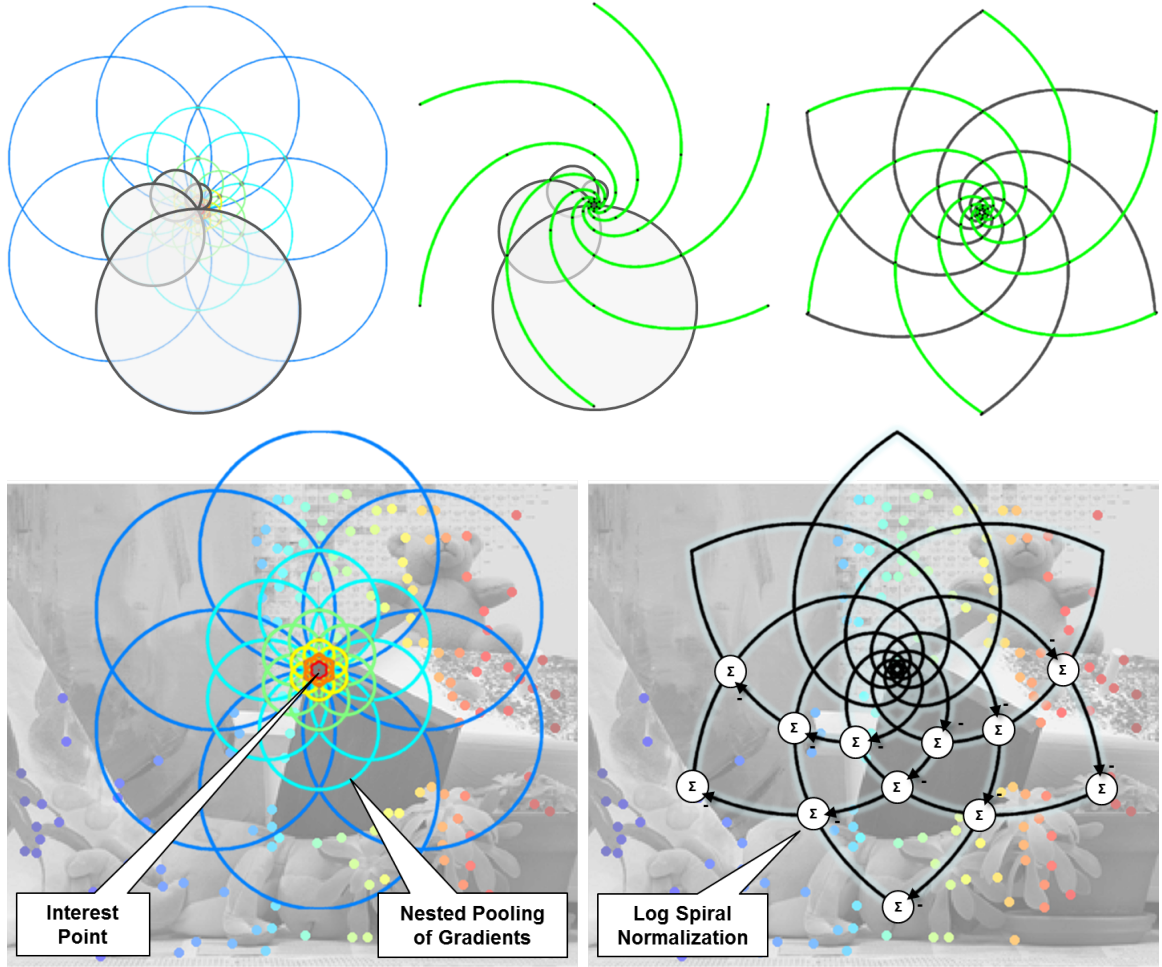 Interest
Point
Nested Pooling
of Gradients
Log Spiral
Normalization
Σ
-
Σ
-
Σ
-
Σ
-
Σ
-
Σ
-
Σ
-
Σ
-
Σ
-
Σ
-
Σ
-
Σ
-